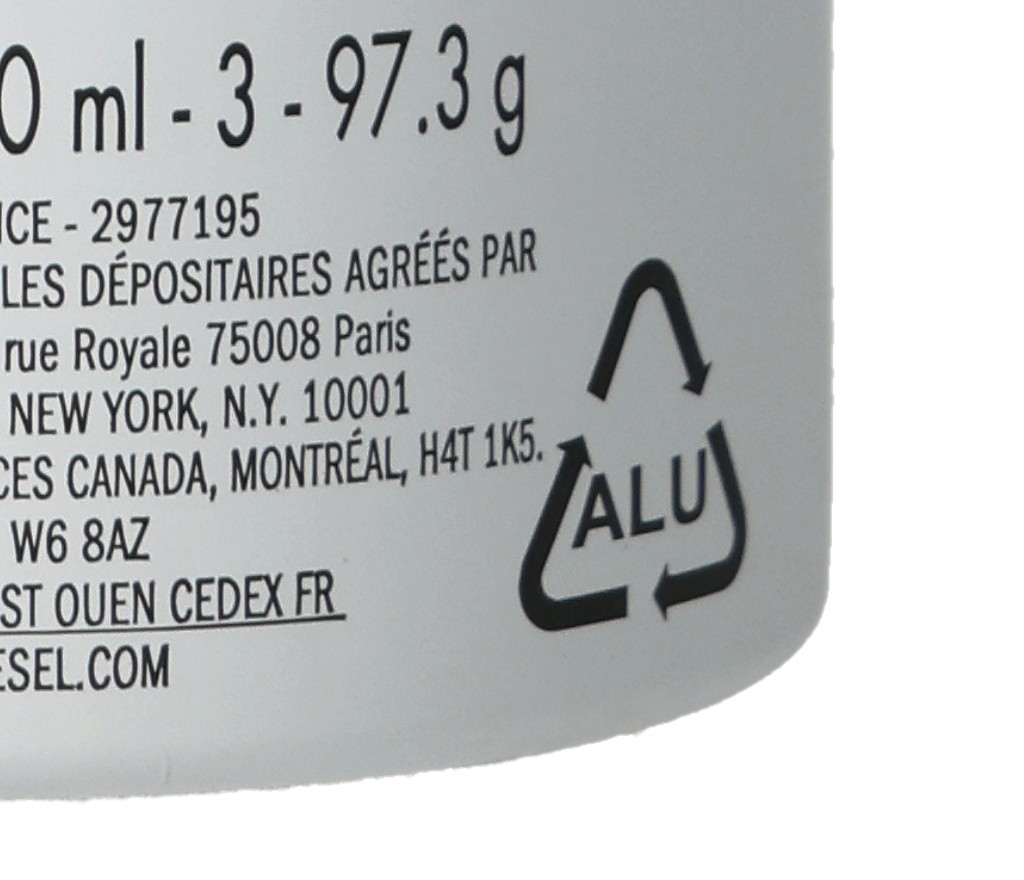 0 ml - 3 - 97.3 g
CE - 2977195
LES DÉPOSITAIRES AGRÉÉS PAR
rue Royale 75008 Paris
NEW YORK, N.Y. 10001
CES CANADA, MONTRÉAL, H4T 1K5.
W6 8AZ
ST OUEN CEDEX FR
ESEL.COM
ALU